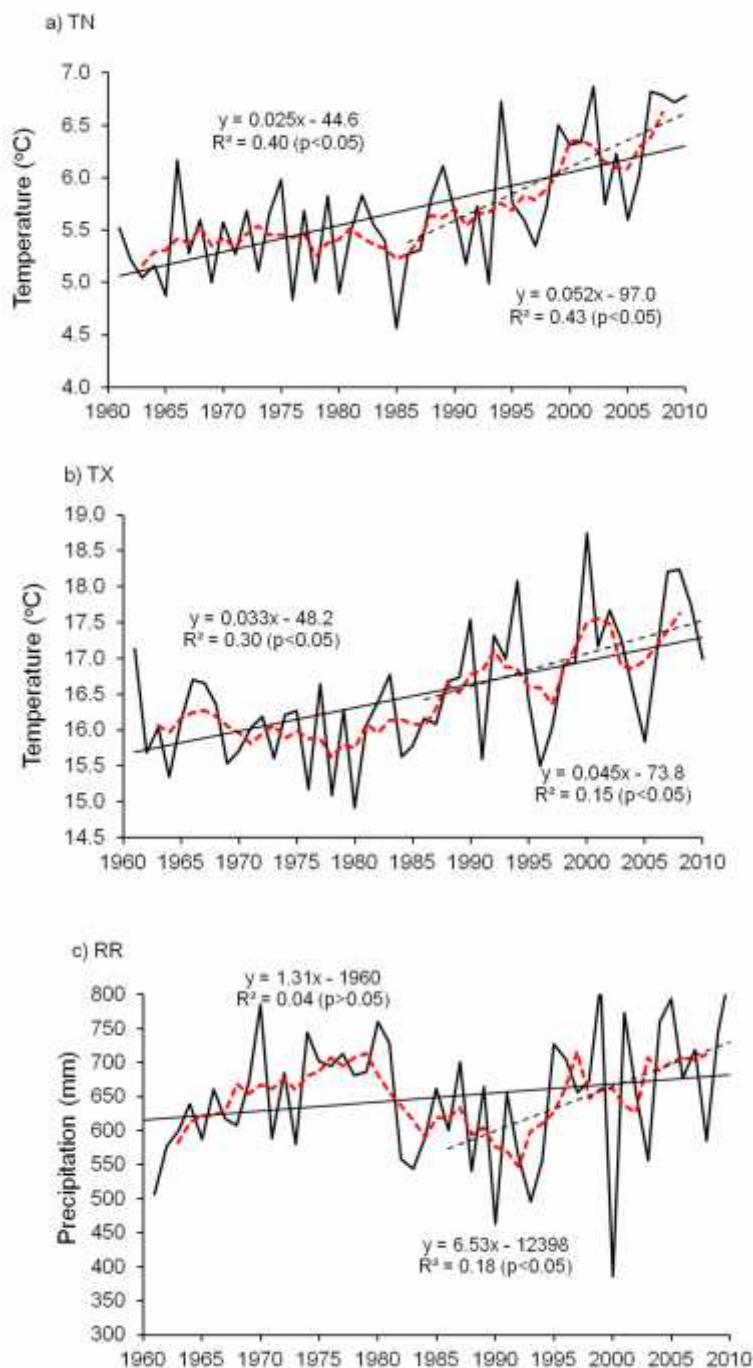 a) TN
7.0
6.5
6.0
5.5
5.0
4.5
4.0
Temperature (°C)
y = 0.025x - 44.6
R² = 0.40 (p<0.05)
y = 0.052x - 97.0
R² = 0.43 (p<0.05)
1960 1965 1970 1975 1980 1985 1990 1995 2000 2005 2010
b) TX
19.0
18.5
18.0
17.5
17.0
16.5
16.0
15.5
15.0
14.5
Temperature (°C)
y = 0.033x - 48.2
R² = 0.30 (p<0.05)
y = 0.045x - 73.8
R² = 0.15 (p<0.05)
1960 1965 1970 1975 1980 1985 1990 1995 2000 2005 2010
c) RR
y = 1.31x - 1960
R² = 0.04 (p>0.05)
800
750
700
650
600
550
500
450
400
350
300
Precipitation (mm)
y = 6.53x - 12398
R² = 0.18 (p<0.05)
1960 1965 1970 1975 1980 1985 1990 1995 2000 2005 2010